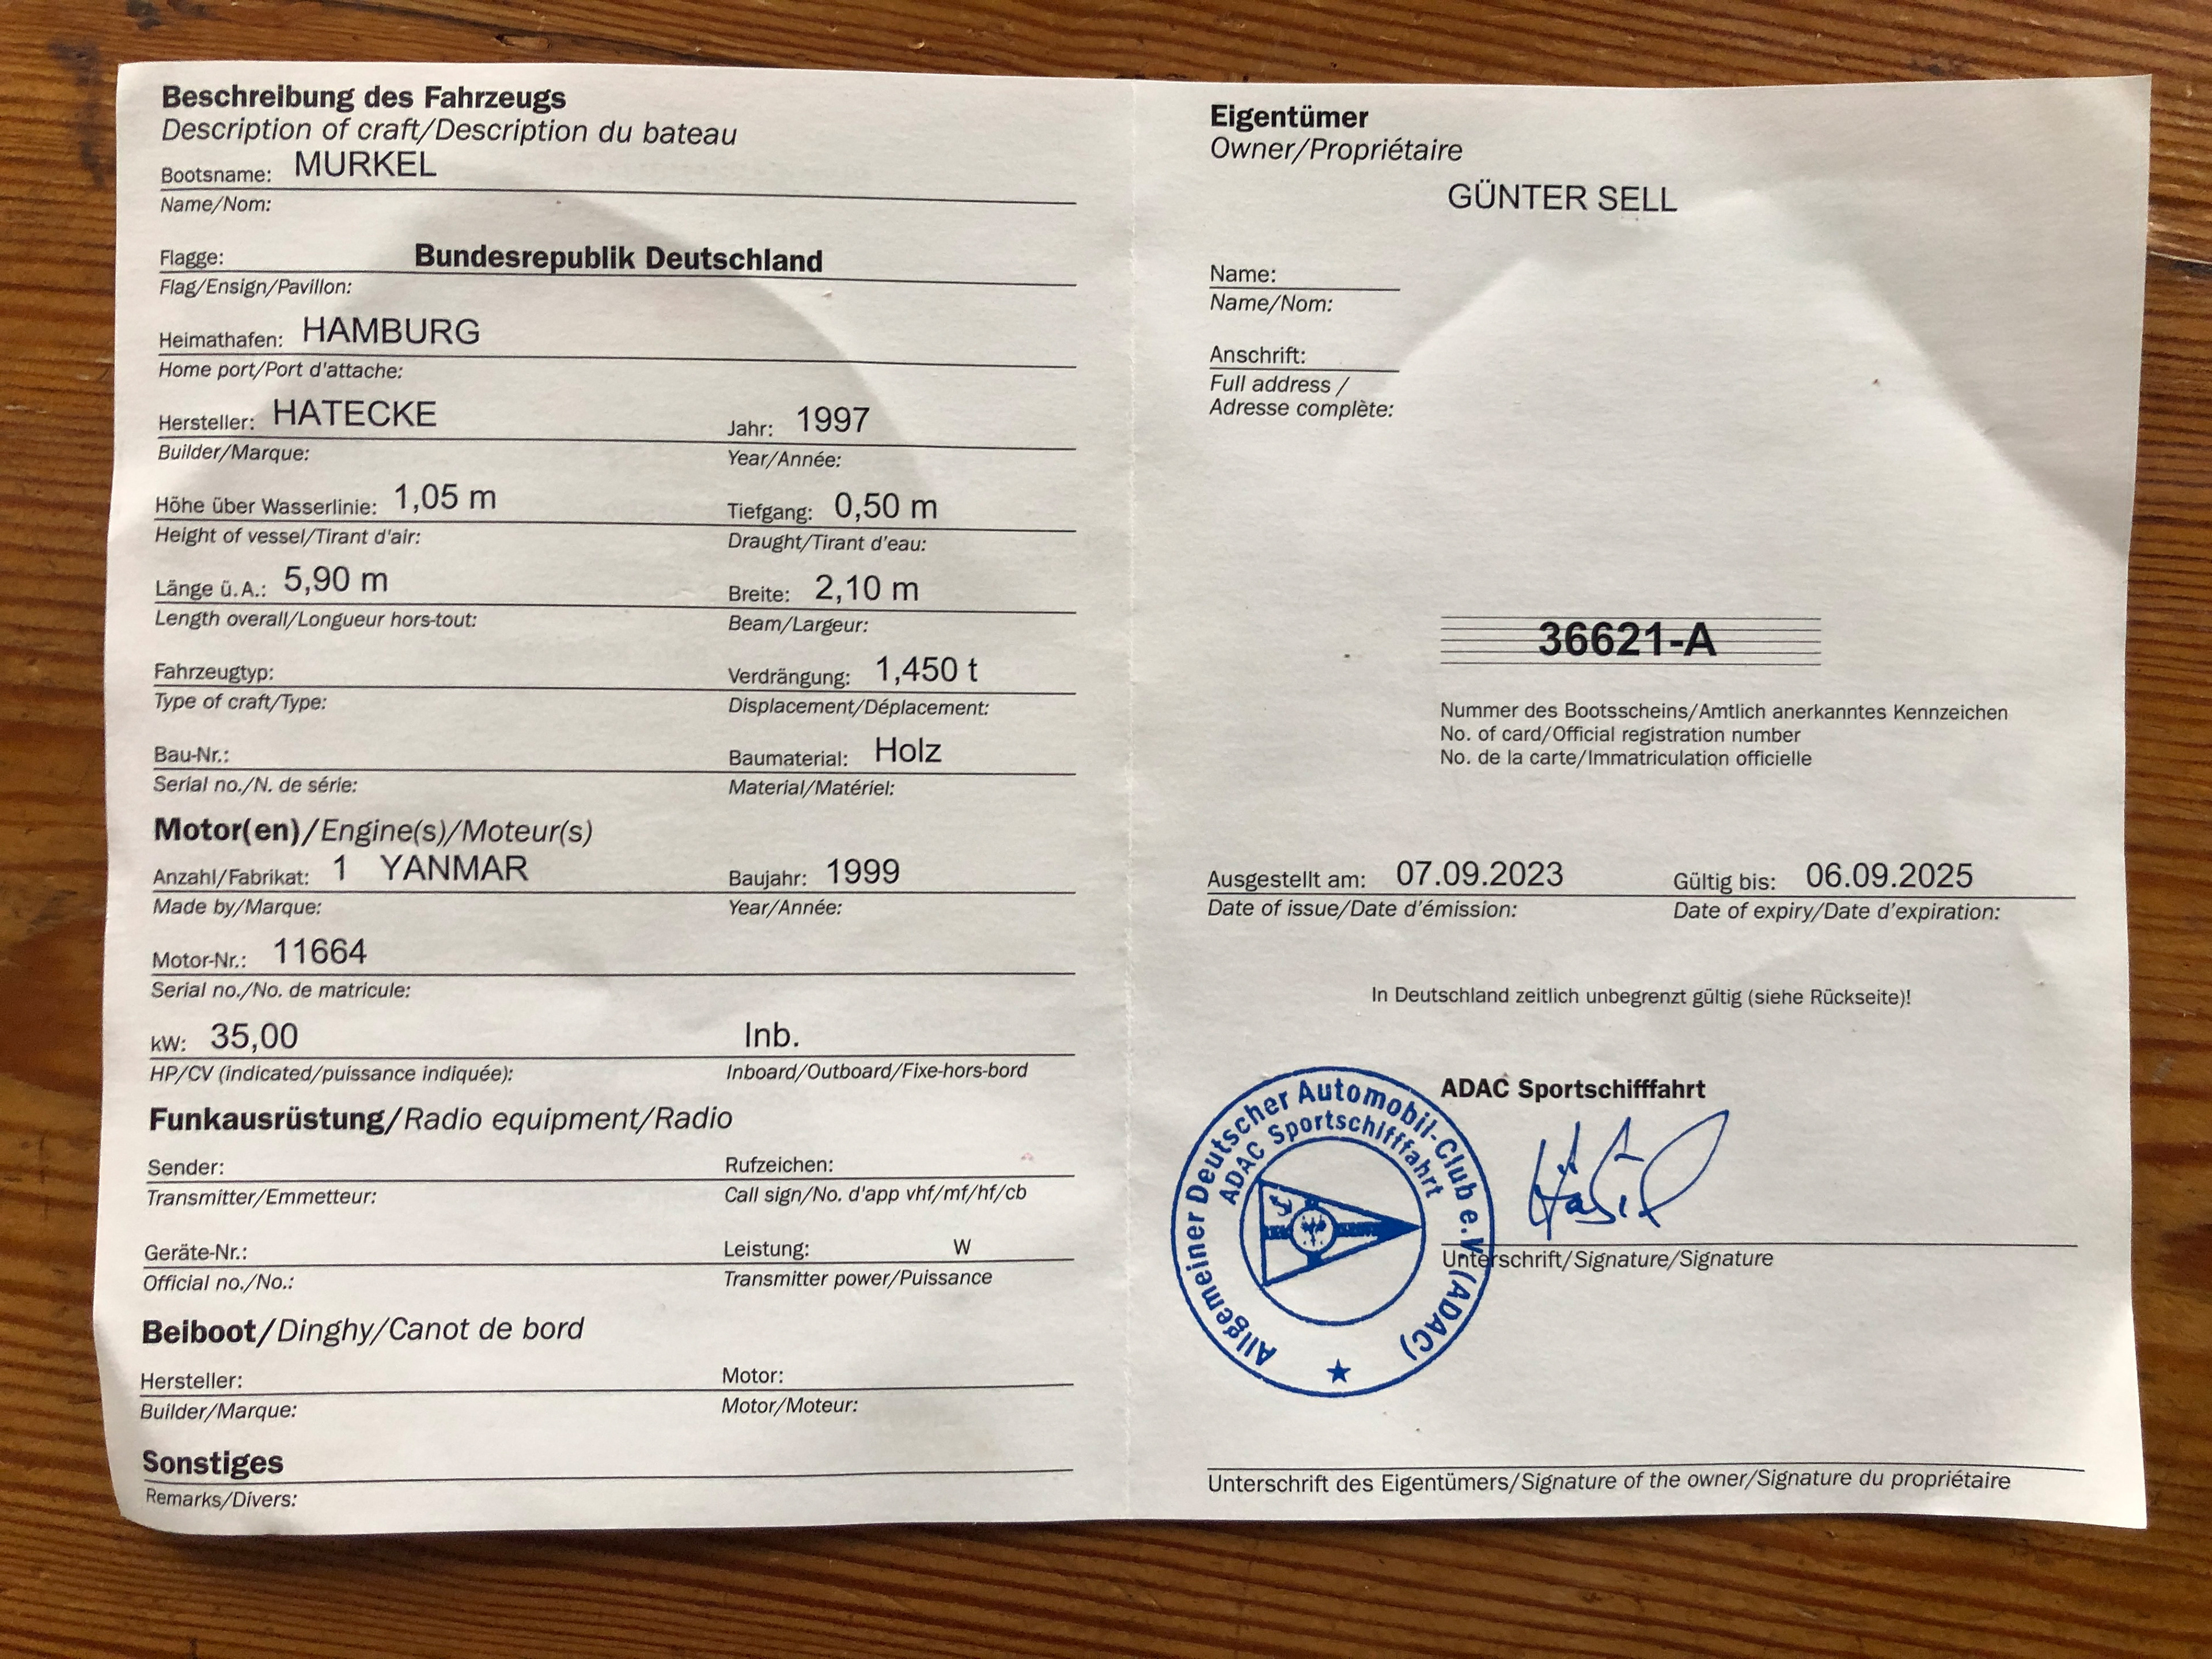 Beschreibung des Fahrzeugs
Description of craft/Description du bateau
Bootsname: MURKEL
Name/Nom:
Flagge: Bundesrepublik Deutschland
Flag/Ensign/Pavillon:
Heimathafen: HAMBURG
Home port/Port d'attache:
Hersteller: HATECKE Jahr: 1997
Builder/Marque: Year/Année:
Höhe über Wasserlinie: 1,05 m Tiefgang: 0,50 m
Height of vessel/Tirant d'air: Draught/Tirant d'eau:
Länge ü.A.: 5,90 m Breite: 2,10 m
Length overall/Longueur hors-tout: Beam/Largeur:
Fahrzeugtyp: Verdrängung: 1,450 t
Type of craft/Type: Displacement/Déplacement:
Bau-Nr.: Baumaterial: Holz
Serial no./N. de série: Material/Matériel:
Motor(en)/Engine(s)/Moteur(s)
Anzahl/Fabrikat: 1 YANMAR Baujahr: 1999
Made by/Marque: Year/Année:
Motor-Nr.: 11664
Serial no./No. de matricule:
kW: 35,00 Inb.
HP/CV (indicated/puissance indiquée): Inboard/Outboard/Fixe-hors-bord
Funkausrüstung/Radio equipment/Radio
Sender: Rufzeichen:
Transmitter/Emmetteur: Call sign/No. d'app vhf/mf/hf/cb
Geräte-Nr.: Leistung: W
Official no./No.: Transmitter power/Puissance
Beiboot/Dinghy/Canot de bord
Hersteller: Motor:
Builder/Marque: Motor/Moteur:
Sonstiges
Remarks/Divers:
Eigentümer
Owner/Propriétaire
GÜNTER SELL
Name:
Name/Nom:
Anschrift:
Full address /
Adresse complète:
36621-A
Nummer des Bootsscheins/Amtlich anerkanntes Kennzeichen
No. of card/Official registration number
No. de la carte/Immatriculation officielle
Ausgestellt am: 07.09.2023 Gültig bis: 06.09.2025
Date of issue/Date d'émission: Date of expiry/Date d'expiration:
In Deutschland zeitlich unbegrenzt gültig (siehe Rückseite)!
ADAC Sportschifffahrt
Allgemeiner Deutscher Automobil-Club e.V. (ADAC)
ADAC Sportschifffahrt
Unterschrift/Signature/Signature
Unterschrift des Eigentümers/Signature of the owner/Signature du propriétaire